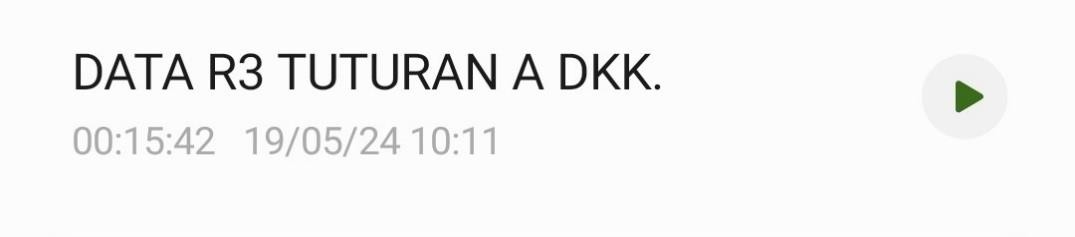 DATA R3 TUTURAN A DKK.
00:15:42 19/05/24 10:11